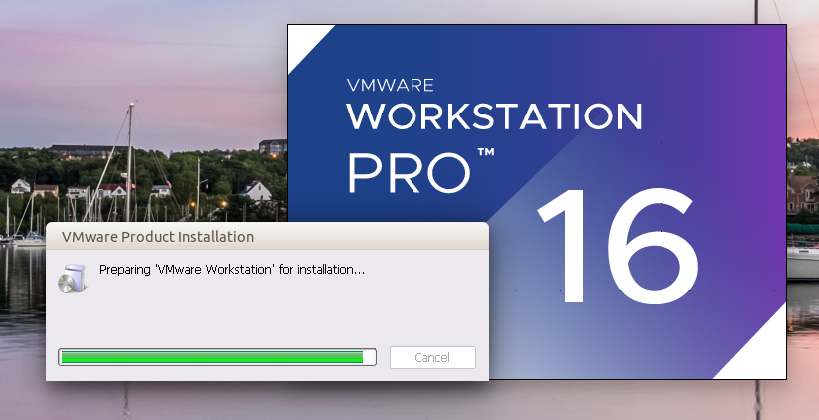 VMWARE
WORKSTATION
PRO™
16
VMware Product Installation
Preparing 'VMware Workstation' for installation...
Cancel